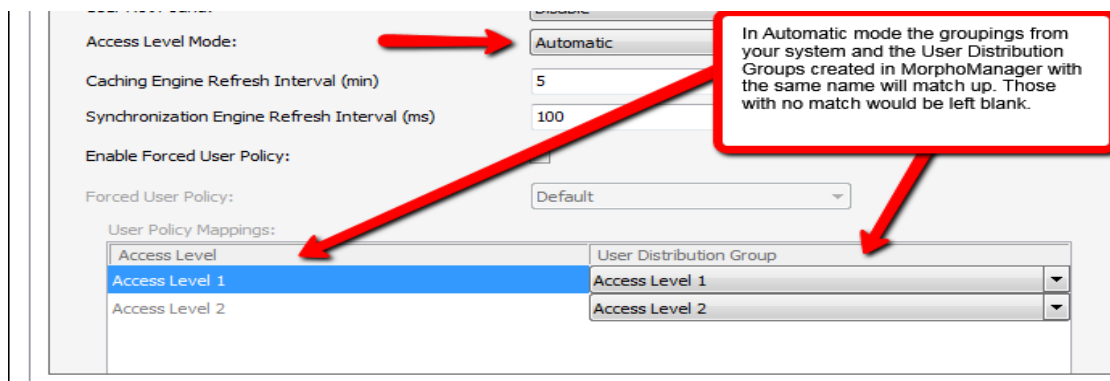 Disable
Access Level Mode:
Automatic
In Automatic mode the groupings from
your system and the User Distribution
Groups created in MorphoManager with
the same name will match up. Those
with no match would be left blank.
Caching Engine Refresh Interval (min)
5
Synchronization Engine Refresh Interval (ms)
100
Enable Forced User Policy:
Forced User Policy:
Default
User Policy Mappings:
Access Level
User Distribution Group
Access Level 1
Access Level 1
Access Level 2
Access Level 2